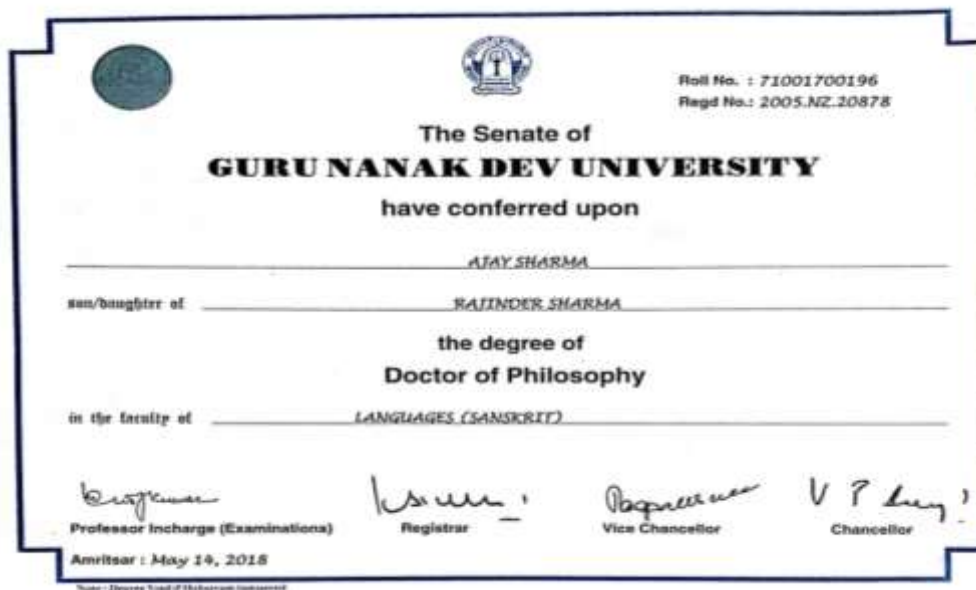 Roll No. : 71001700196
Regd No.: 2005.NZ.20878
The Senate of
GURU NANAK DEV UNIVERSITY
have conferred upon
AJAY SHARMA
son/daughter of RAJINDER SHARMA
the degree of
Doctor of Philosophy
in the faculty of LANGUAGES (SANSKRIT)
Professor Incharge (Examinations) Registrar Vice Chancellor Chancellor
Amritsar : May 14, 2018